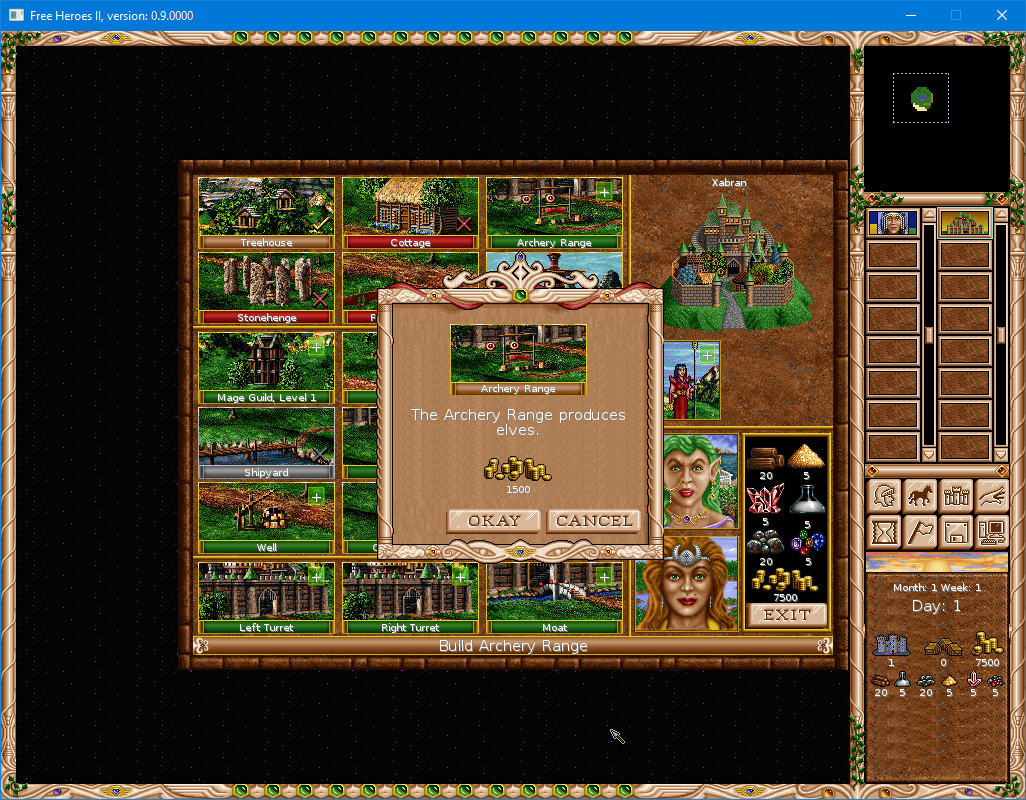 Free Heroes II, version: 0.9.0000
Xabran
Treehouse
Cottage
Archery Range
Stonehenge
F
Mage Guild, Level 1
Shipyard
Well
Left Turret
Right Turret
Moat
Build Archery Range
Archery Range
The Archery Range produces
elves.
1500
OKAY
CANCEL
20
5
5
5
20
5
7500
EXIT
Month: 1 Week: 1
Day: 1
1
0
7500
20
5
20
5
5
5